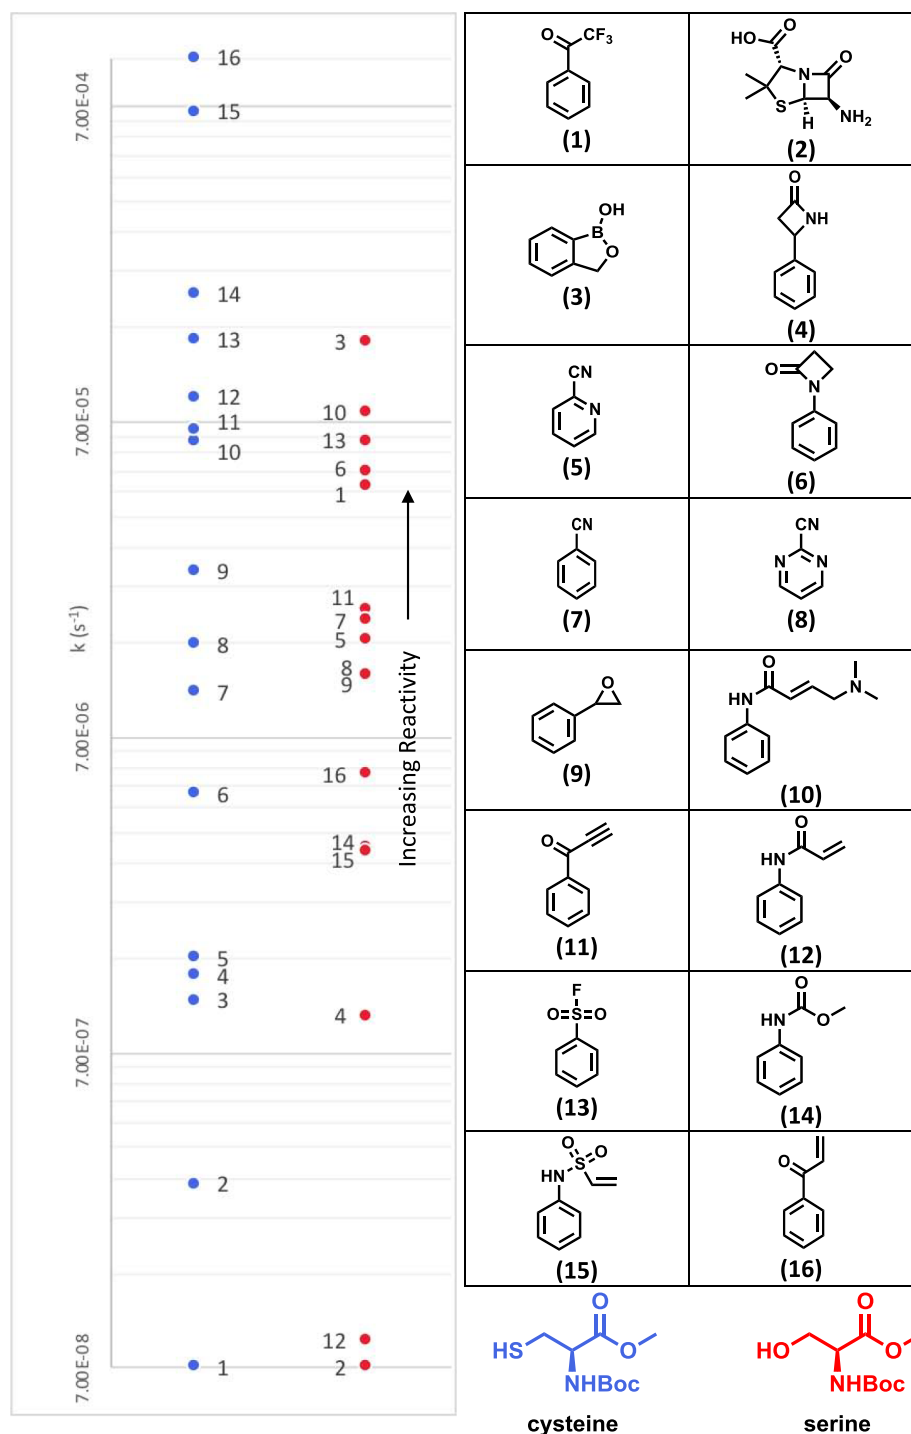 7.00E-04
7.00E-05
k (s⁻¹)
7.00E-06
7.00E-07
7.00E-08
16
15
14
13
12
11
10
9
8
7
6
5
4
3
2
1
3
10
13
6
1
11
7
5
8
9
16
14
15
4
12
2
Increasing Reactivity
O
CF₃
(1)
HO
O
N
O
S
H
NH₂
(2)
OH
B
O
(3)
O
NH
(4)
CN
N
(5)
O
N
(6)
CN
(7)
CN
N
N
(8)
O
(9)
O
HN
N
(10)
O
(11)
O
HN
(12)
F
O=S=O
(13)
O
HN
O
(14)
O
S
O
HN
(15)
O
(16)
O
HS
O
NHBoc
cysteine
O
HO
O
NHBoc
serine